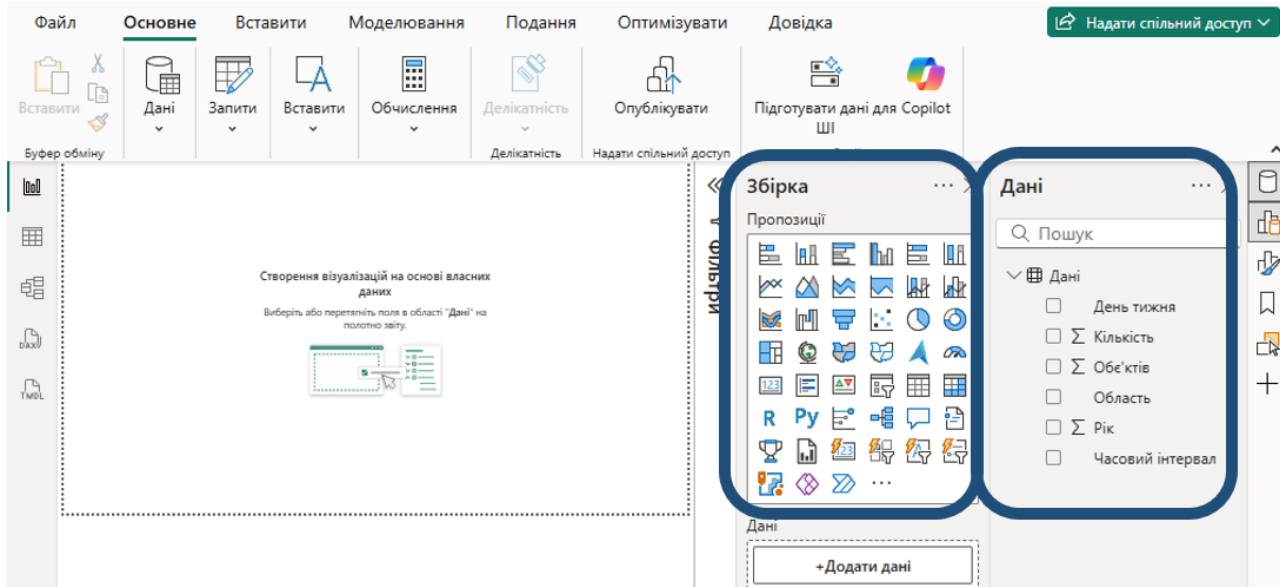 Файл Основне Вставити Моделювання Подання Оптимізувати Довідка Надати спільний доступ
Вставити Дані Запити Вставити Обчислення Делікатність Опублікувати Підготувати дані для ШІ Copilot
Буфер обміну Делікатність Надати спільний доступ
Створення візуалізацій на основі власних
даних
Виберіть або перетягніть поля в області "Дані" на
полотно звіту.
DAX
TMDL
Фільтри
Збірка
Пропозиції
123
R Py
123
Дані
+Додати дані
Дані
Пошук
Дані
День тижня
Σ Кількість
Σ Обє'ктів
Область
Σ Рік
Часовий інтервал